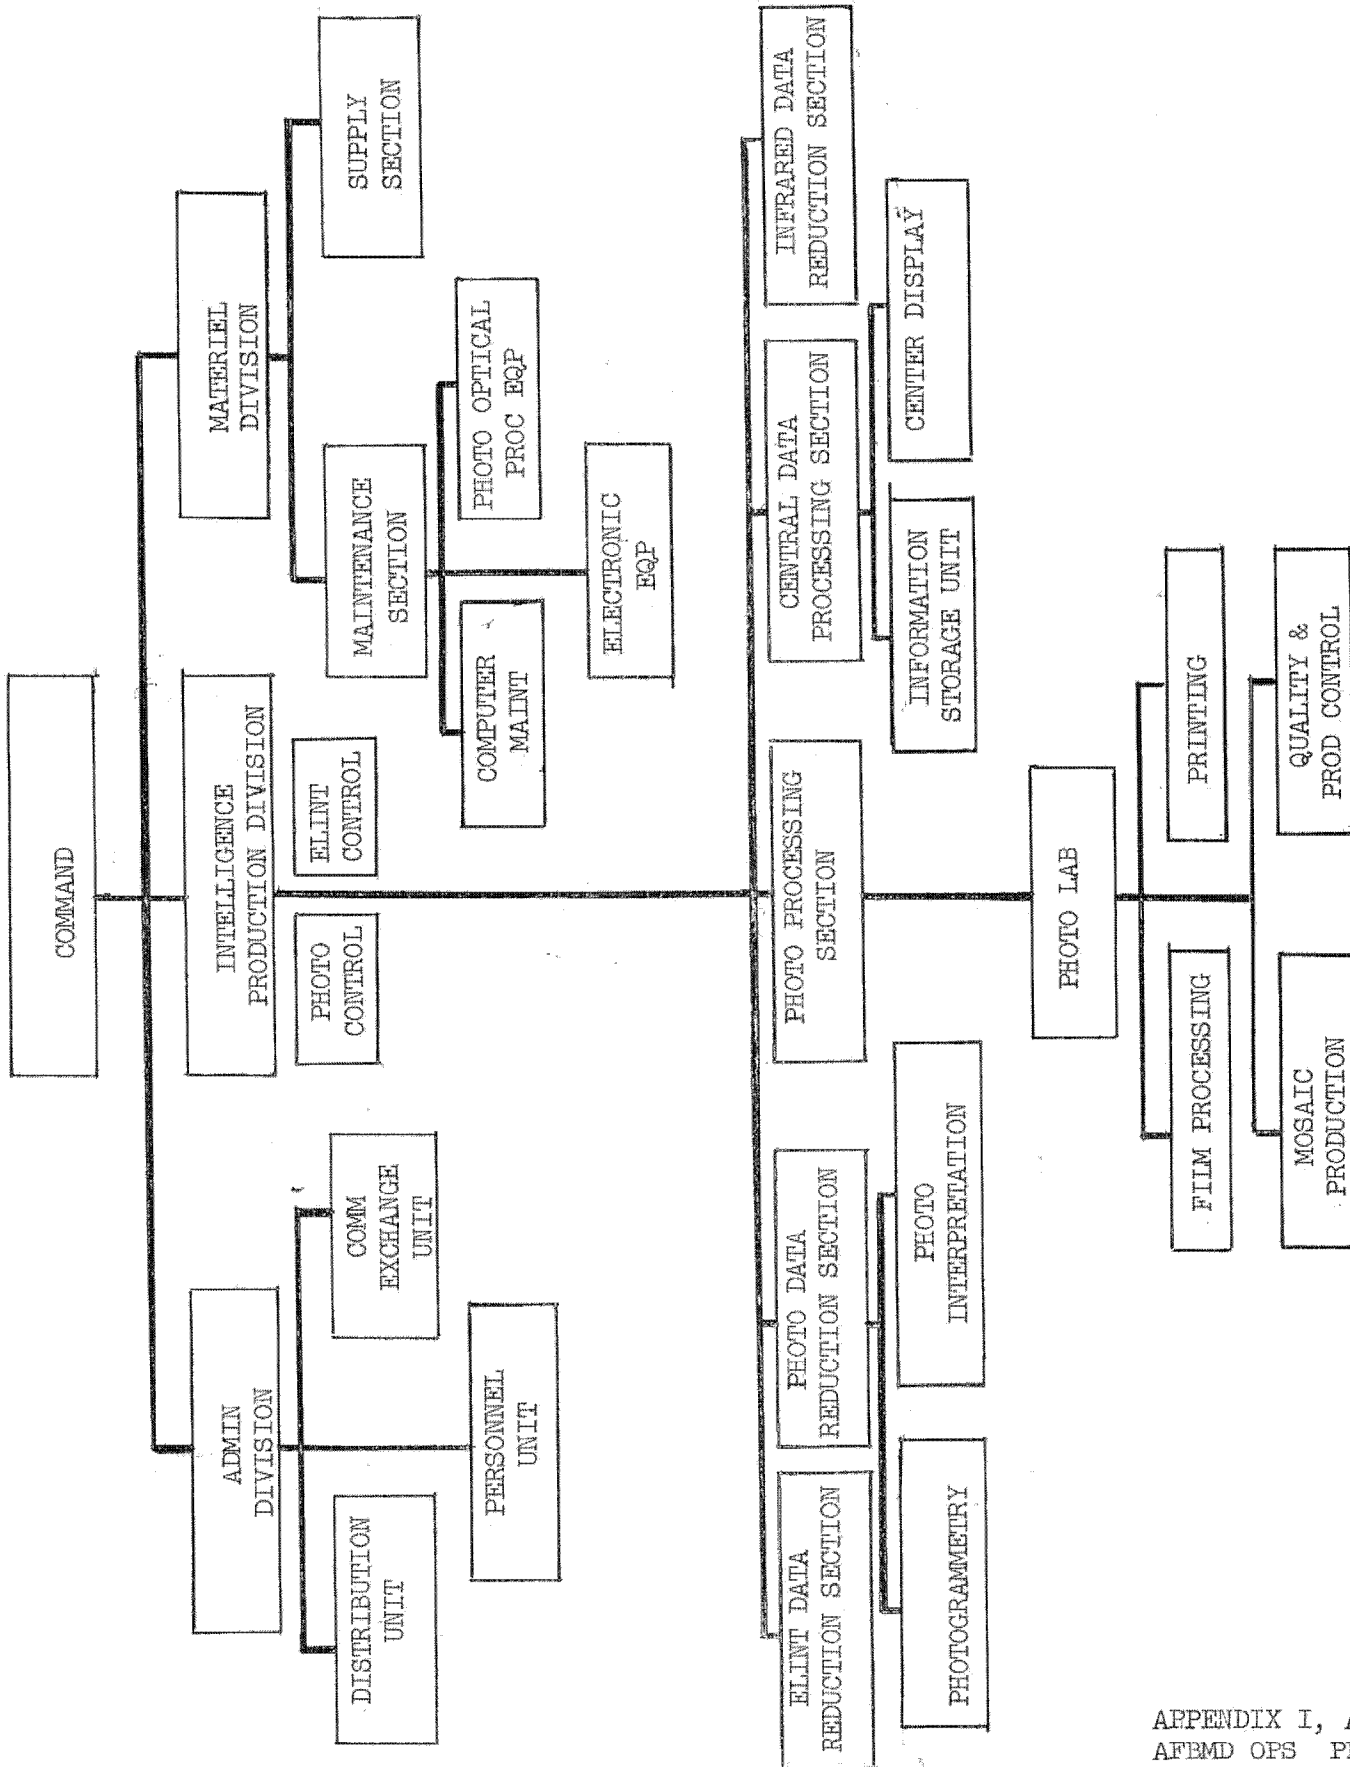 COMMAND
ADMIN
DIVISION
INTELLIGENCE
PRODUCTION DIVISION
MATERIEL
DIVISION
PHOTO
CONTROL
ELINT
CONTROL
DISTRIBUTION
UNIT
COMM
EXCHANGE
UNIT
MAINTENANCE
SECTION
SUPPLY
SECTION
PERSONNEL
UNIT
COMPUTER
MAINT
PHOTO OPTICAL
PROC EQP
ELECTRONIC
EQP
ELINT DATA
REDUCTION SECTION
PHOTO DATA
REDUCTION SECTION
PHOTO PROCESSING
SECTION
CENTRAL DATA
PROCESSING SECTION
INFRARED DATA
REDUCTION SECTION
PHOTOGRAMMETRY
PHOTO
INTERPRETATION
INFORMATION
STORAGE UNIT
CENTER DISPLAY
PHOTO LAB
FILM PROCESSING
PRINTING
MOSAIC
PRODUCTION
QUALITY &
PROD CONTROL
APPENDIX I,
AFBMD OPS